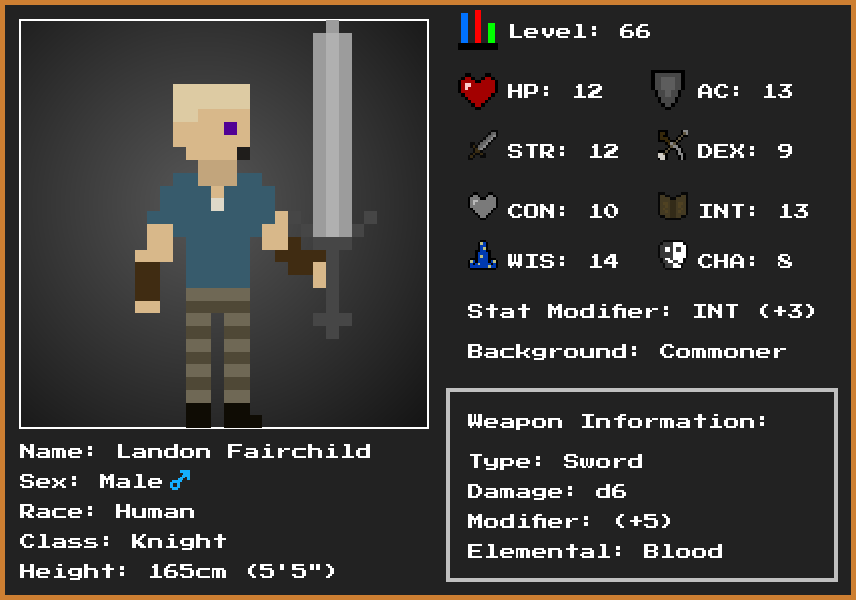 Level: 66
HP: 12 AC: 13
STR: 12 DEX: 9
CON: 10 INT: 13
WIS: 14 CHA: 8
Stat Modifier: INT (+3)
Background: Commoner
Weapon Information:
Type: Sword
Damage: d6
Modifier: (+5)
Elemental: Blood
Name: Landon Fairchild
Sex: Male ♂
Race: Human
Class: Knight
Height: 165cm (5'5")